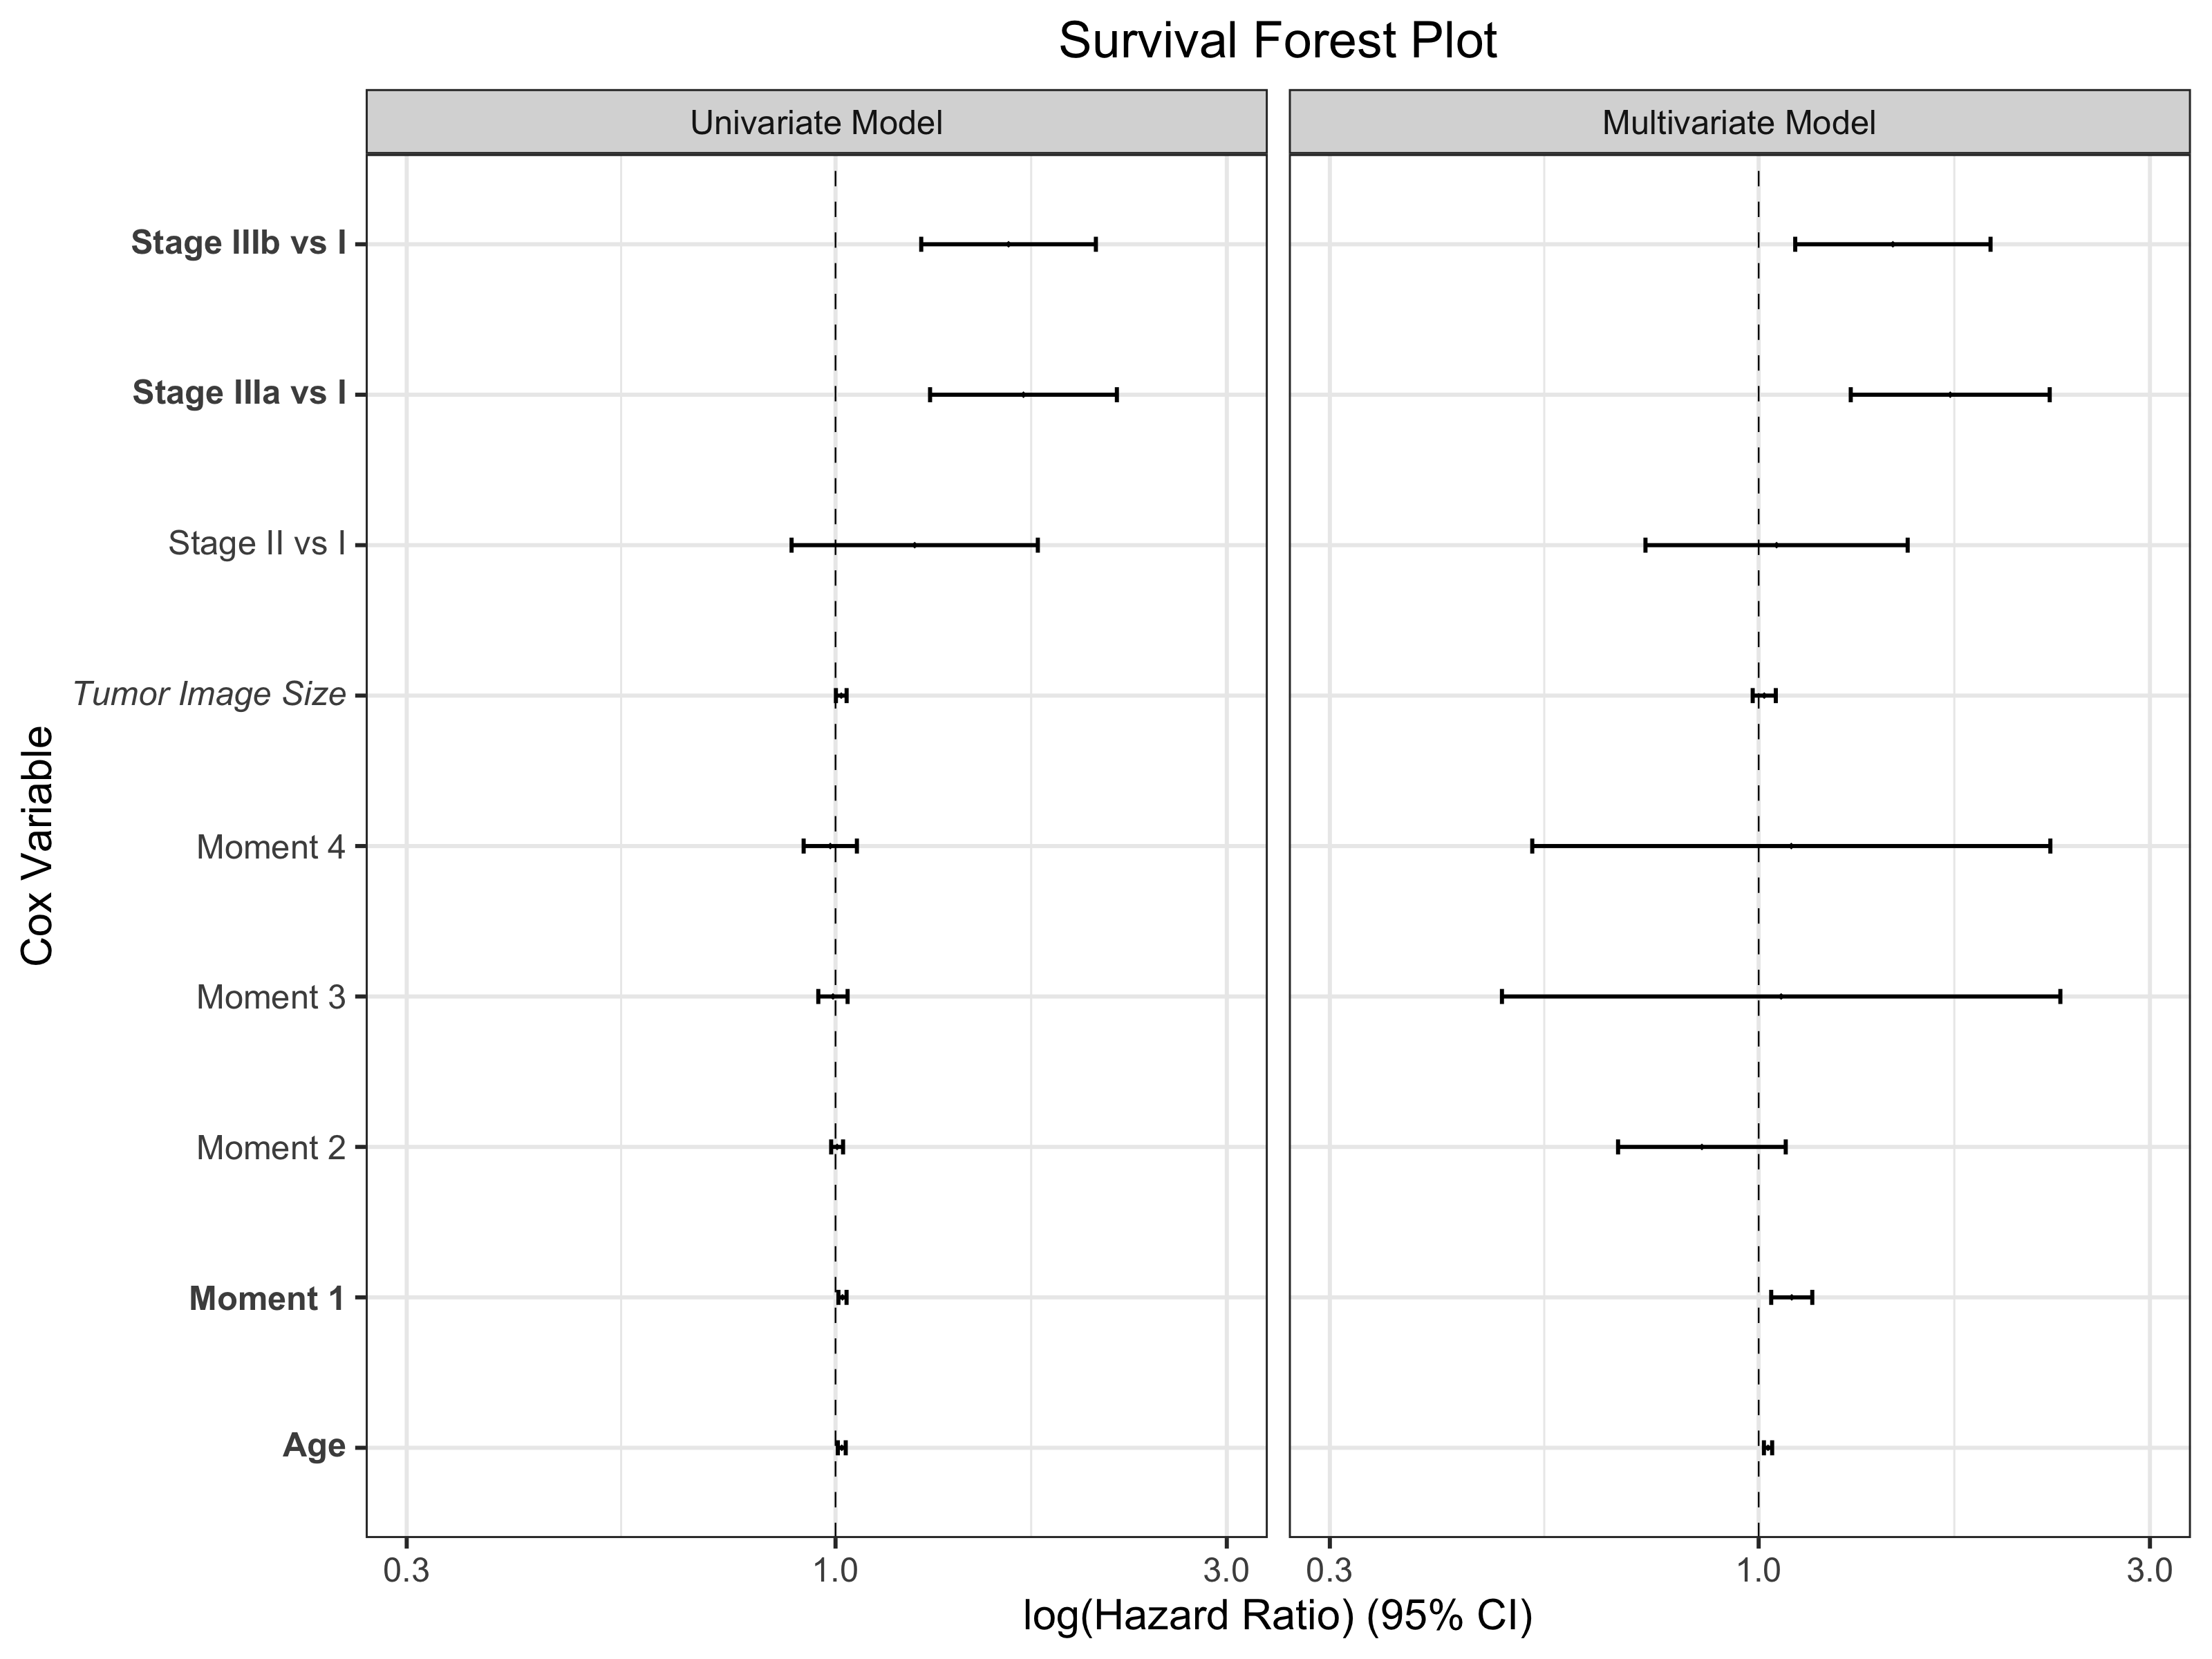 Survival Forest Plot
Univariate Model
Multivariate Model
Cox Variable
Stage IIIb vs I
Stage IIIa vs I
Stage II vs I
Tumor Image Size
Moment 4
Moment 3
Moment 2
Moment 1
Age
0.3 1.0 3.0
0.3 1.0 3.0
log(Hazard Ratio) (95% CI)